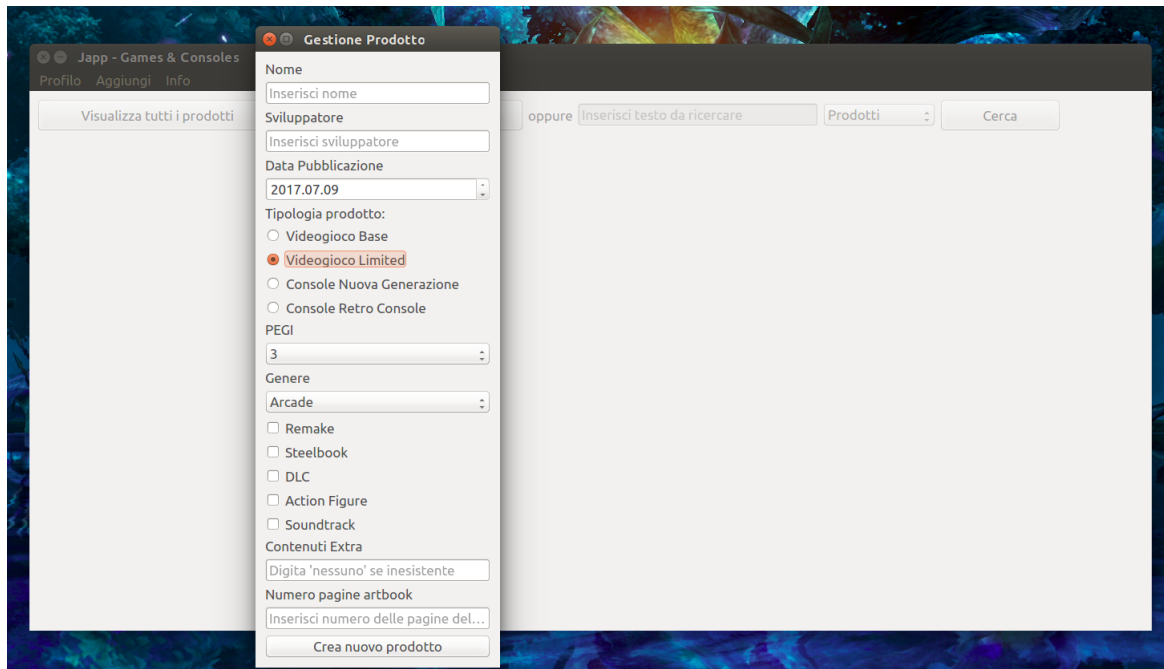 Japp - Games & Consoles
Profilo Aggiungi Info
Visualizza tutti i prodotti
oppure Inserisci testo da ricercare Prodotti Cerca
Gestione Prodotto
Nome
Inserisci nome
Sviluppatore
Inserisci sviluppatore
Data Pubblicazione
2017.07.09
Tipologia prodotto:
Videogioco Base
Videogioco Limited
Console Nuova Generazione
Console Retro Console
PEGI
3
Genere
Arcade
Remake
Steelbook
DLC
Action Figure
Soundtrack
Contenuti Extra
Digita 'nessuno' se inesistente
Numero pagine artbook
Inserisci numero delle pagine del...
Crea nuovo prodotto